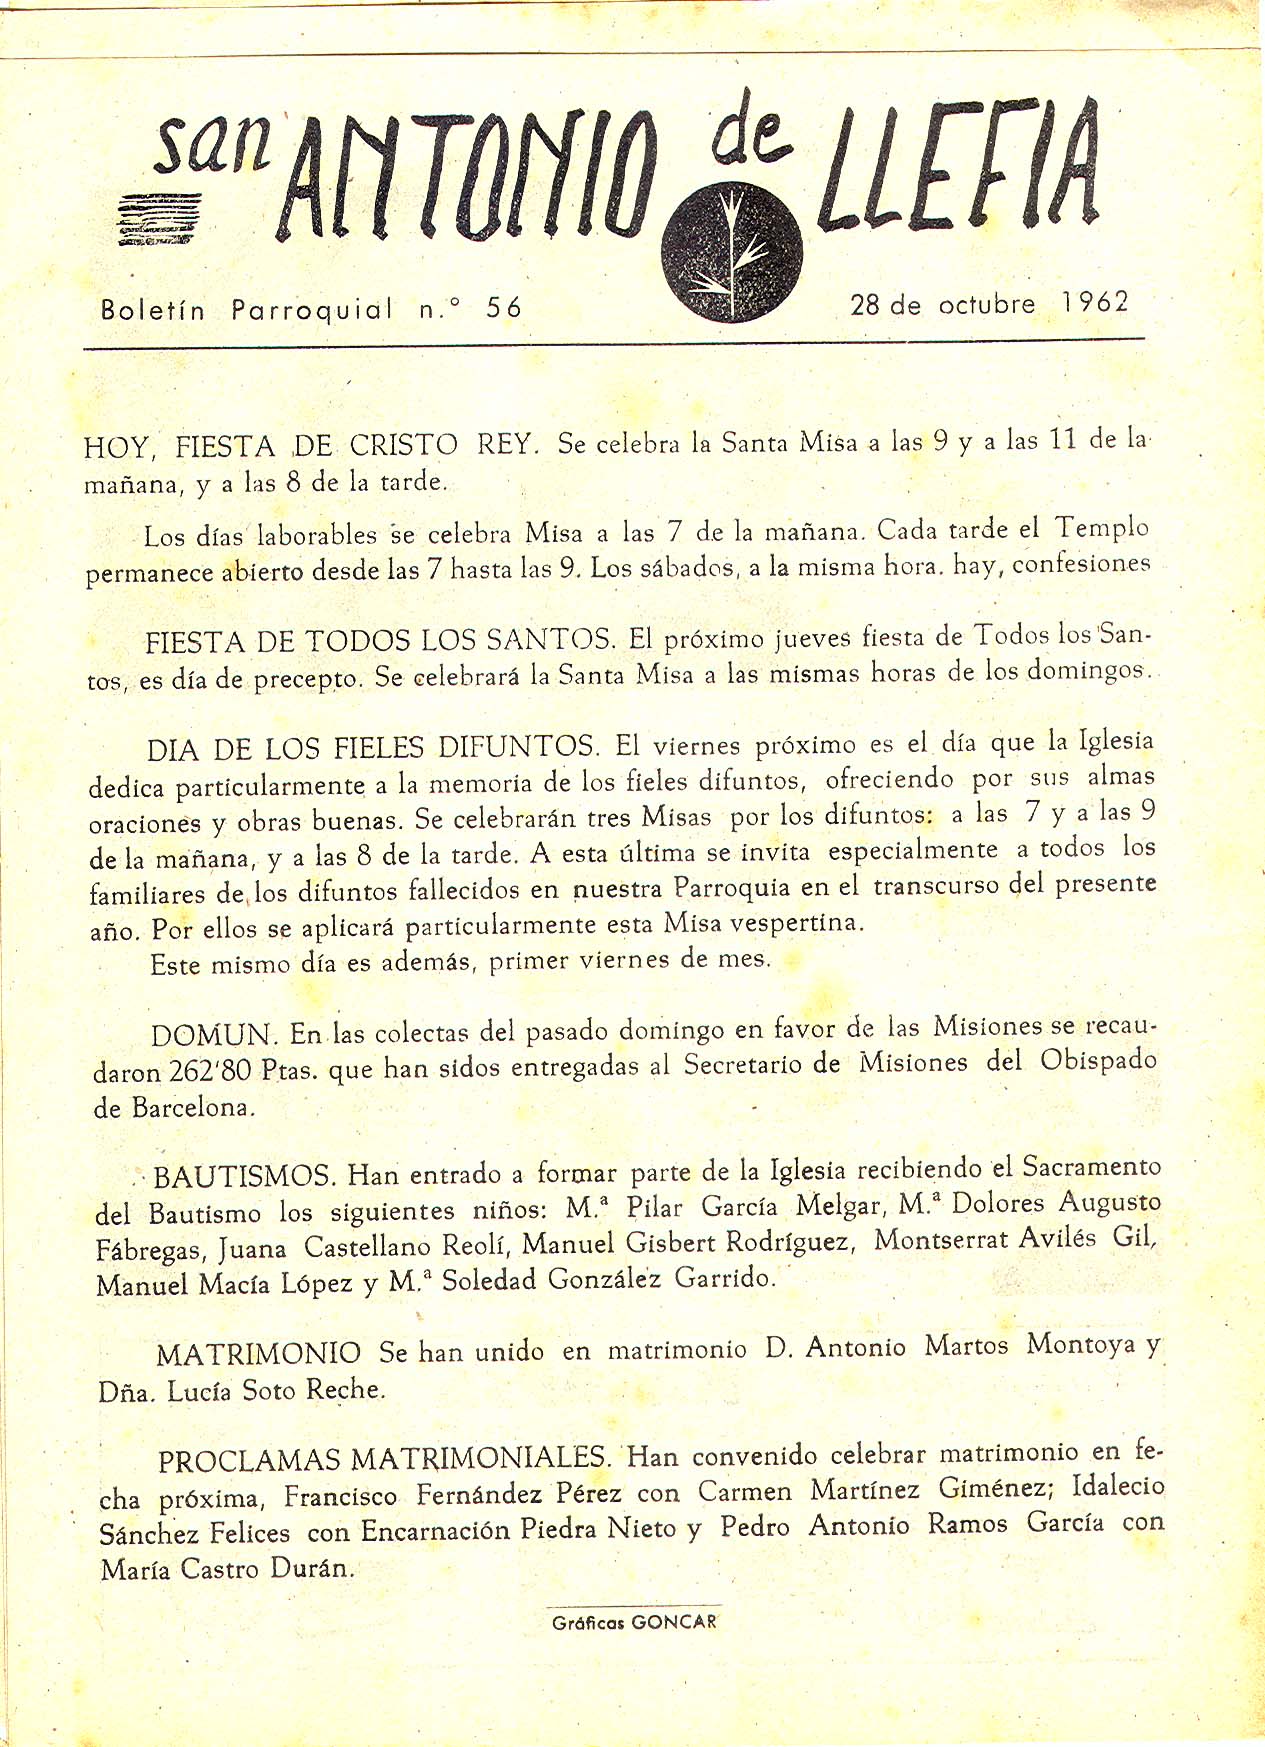 san ANTONIO de LLEFIA
Boletín Parroquial n.º 56
28 de octubre 1962
HOY, FIESTA DE CRISTO REY. Se celebra la Santa Misa a las 9 y a las 11 de la
mañana, y a las 8 de la tarde.
Los días laborables se celebra Misa a las 7 de la mañana. Cada tarde el Templo
permanece abierto desde las 7 hasta las 9. Los sábados, a la misma hora. hay, confesiones
FIESTA DE TODOS LOS SANTOS. El próximo jueves fiesta de Todos los San-
tos, es día de precepto. Se celebrará la Santa Misa a las mismas horas de los domingos.
DIA DE LOS FIELES DIFUNTOS. El viernes próximo es el día que la Iglesia
dedica particularmente a la memoria de los fieles difuntos, ofreciendo por sus almas
oraciones y obras buenas. Se celebrarán tres Misas por los difuntos: a las 7 y a las 9
de la mañana, y a las 8 de la tarde. A esta última se invita especialmente a todos los
familiares de los difuntos fallecidos en nuestra Parroquia en el transcurso del presente
año. Por ellos se aplicará particularmente esta Misa vespertina.
Este mismo día es además, primer viernes de mes.
DOMUN. En las colectas del pasado domingo en favor de las Misiones se recau-
daron 262'80 Ptas. que han sidos entregadas al Secretario de Misiones del Obispado
de Barcelona.
BAUTISMOS. Han entrado a formar parte de la Iglesia recibiendo el Sacramento
del Bautismo los siguientes niños: M.ª Pilar García Melgar, M.ª Dolores Augusto
Fábregas, Juana Castellano Reolí, Manuel Gisbert Rodríguez, Montserrat Avilés Gil,
Manuel Macía López y M.ª Soledad González Garrido.
MATRIMONIO Se han unido en matrimonio D. Antonio Martos Montoya y
Dña. Lucía Soto Reche.
PROCLAMAS MATRIMONIALES. Han convenido celebrar matrimonio en fe-
cha próxima, Francisco Fernández Pérez con Carmen Martínez Giménez; Idalecio
Sánchez Felices con Encarnación Piedra Nieto y Pedro Antonio Ramos García con
María Castro Durán.
Gráficas GONCAR